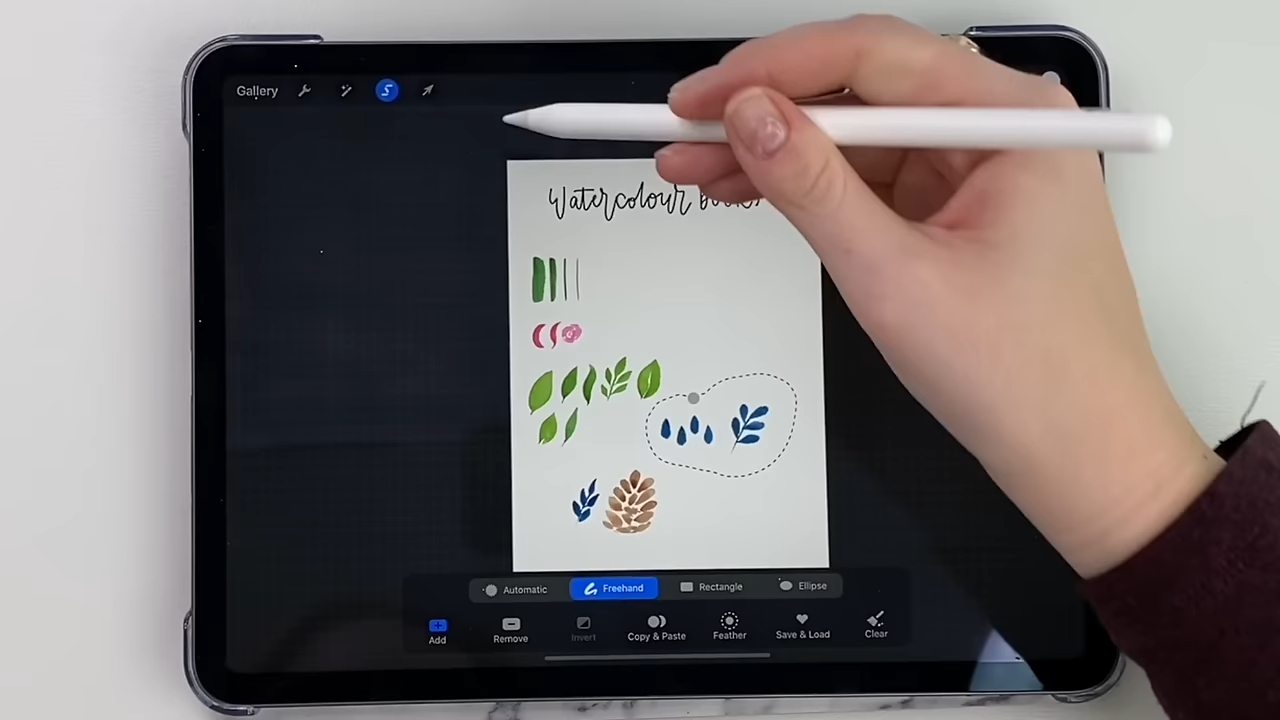 Gallery
Watercolour
Automatic Freehand Rectangle Ellipse
Add Remove Invert Copy & Paste Feather Save & Load Clear